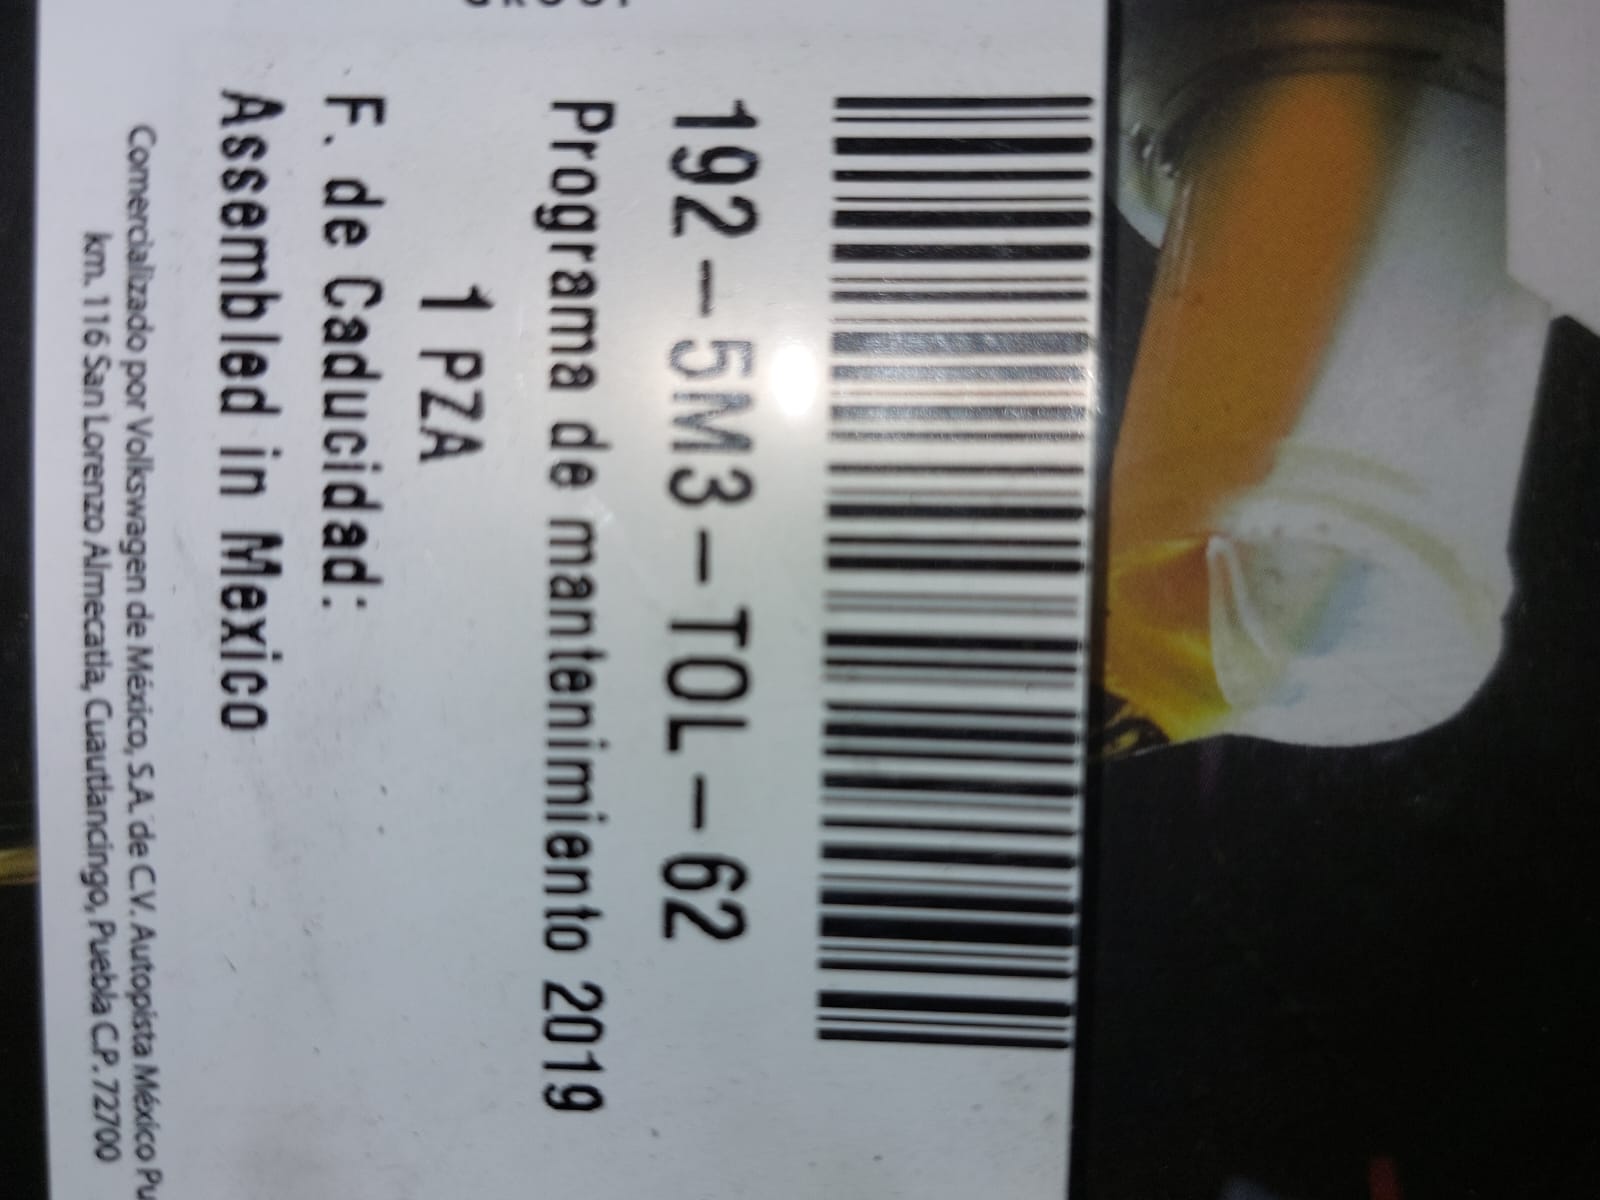 192-5M3-TOL-62
Programa de mantenimiento 2019
1 PZA
F. de Caducidad:
Assembled in Mexico
Comercializado por Volkswagen de México, S.A. de C.V. Autopista México Pu
km. 116 San Lorenzo Almecatla, Cuautlancingo, Puebla C.P. 72700